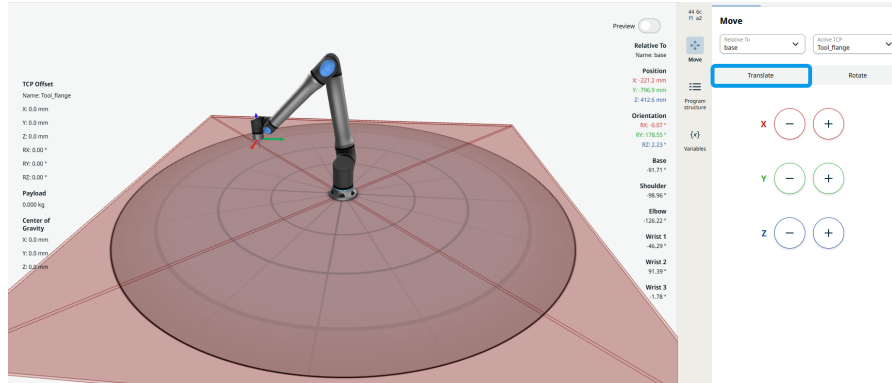 Preview
TCP Offset
Name: Tool_flange
X: 0.0 mm
Y: 0.0 mm
Z: 0.0 mm
RX: 0.00 °
RY: 0.00 °
RZ: 0.00 °
Payload
0.000 kg
Center of
Gravity
X: 0.0 mm
Y: 0.0 mm
Z: 0.0 mm
Relative To
Name: base
Position
X: -221.2 mm
Y: -796.9 mm
Z: 412.6 mm
Orientation
RX: -0.07 °
RY: 178.55 °
RZ: 2.23 °
Base
-91.71 °
Shoulder
-98.96 °
Elbow
-126.22 °
Wrist 1
-46.29 °
Wrist 2
91.39 °
Wrist 3
-1.78 °
44 6c
f1 a2
Move
Program
structure
{x}
Variables
Move
Relative To
base
Active TCP
Tool_flange
Translate
Rotate
X − +
Y − +
Z − +